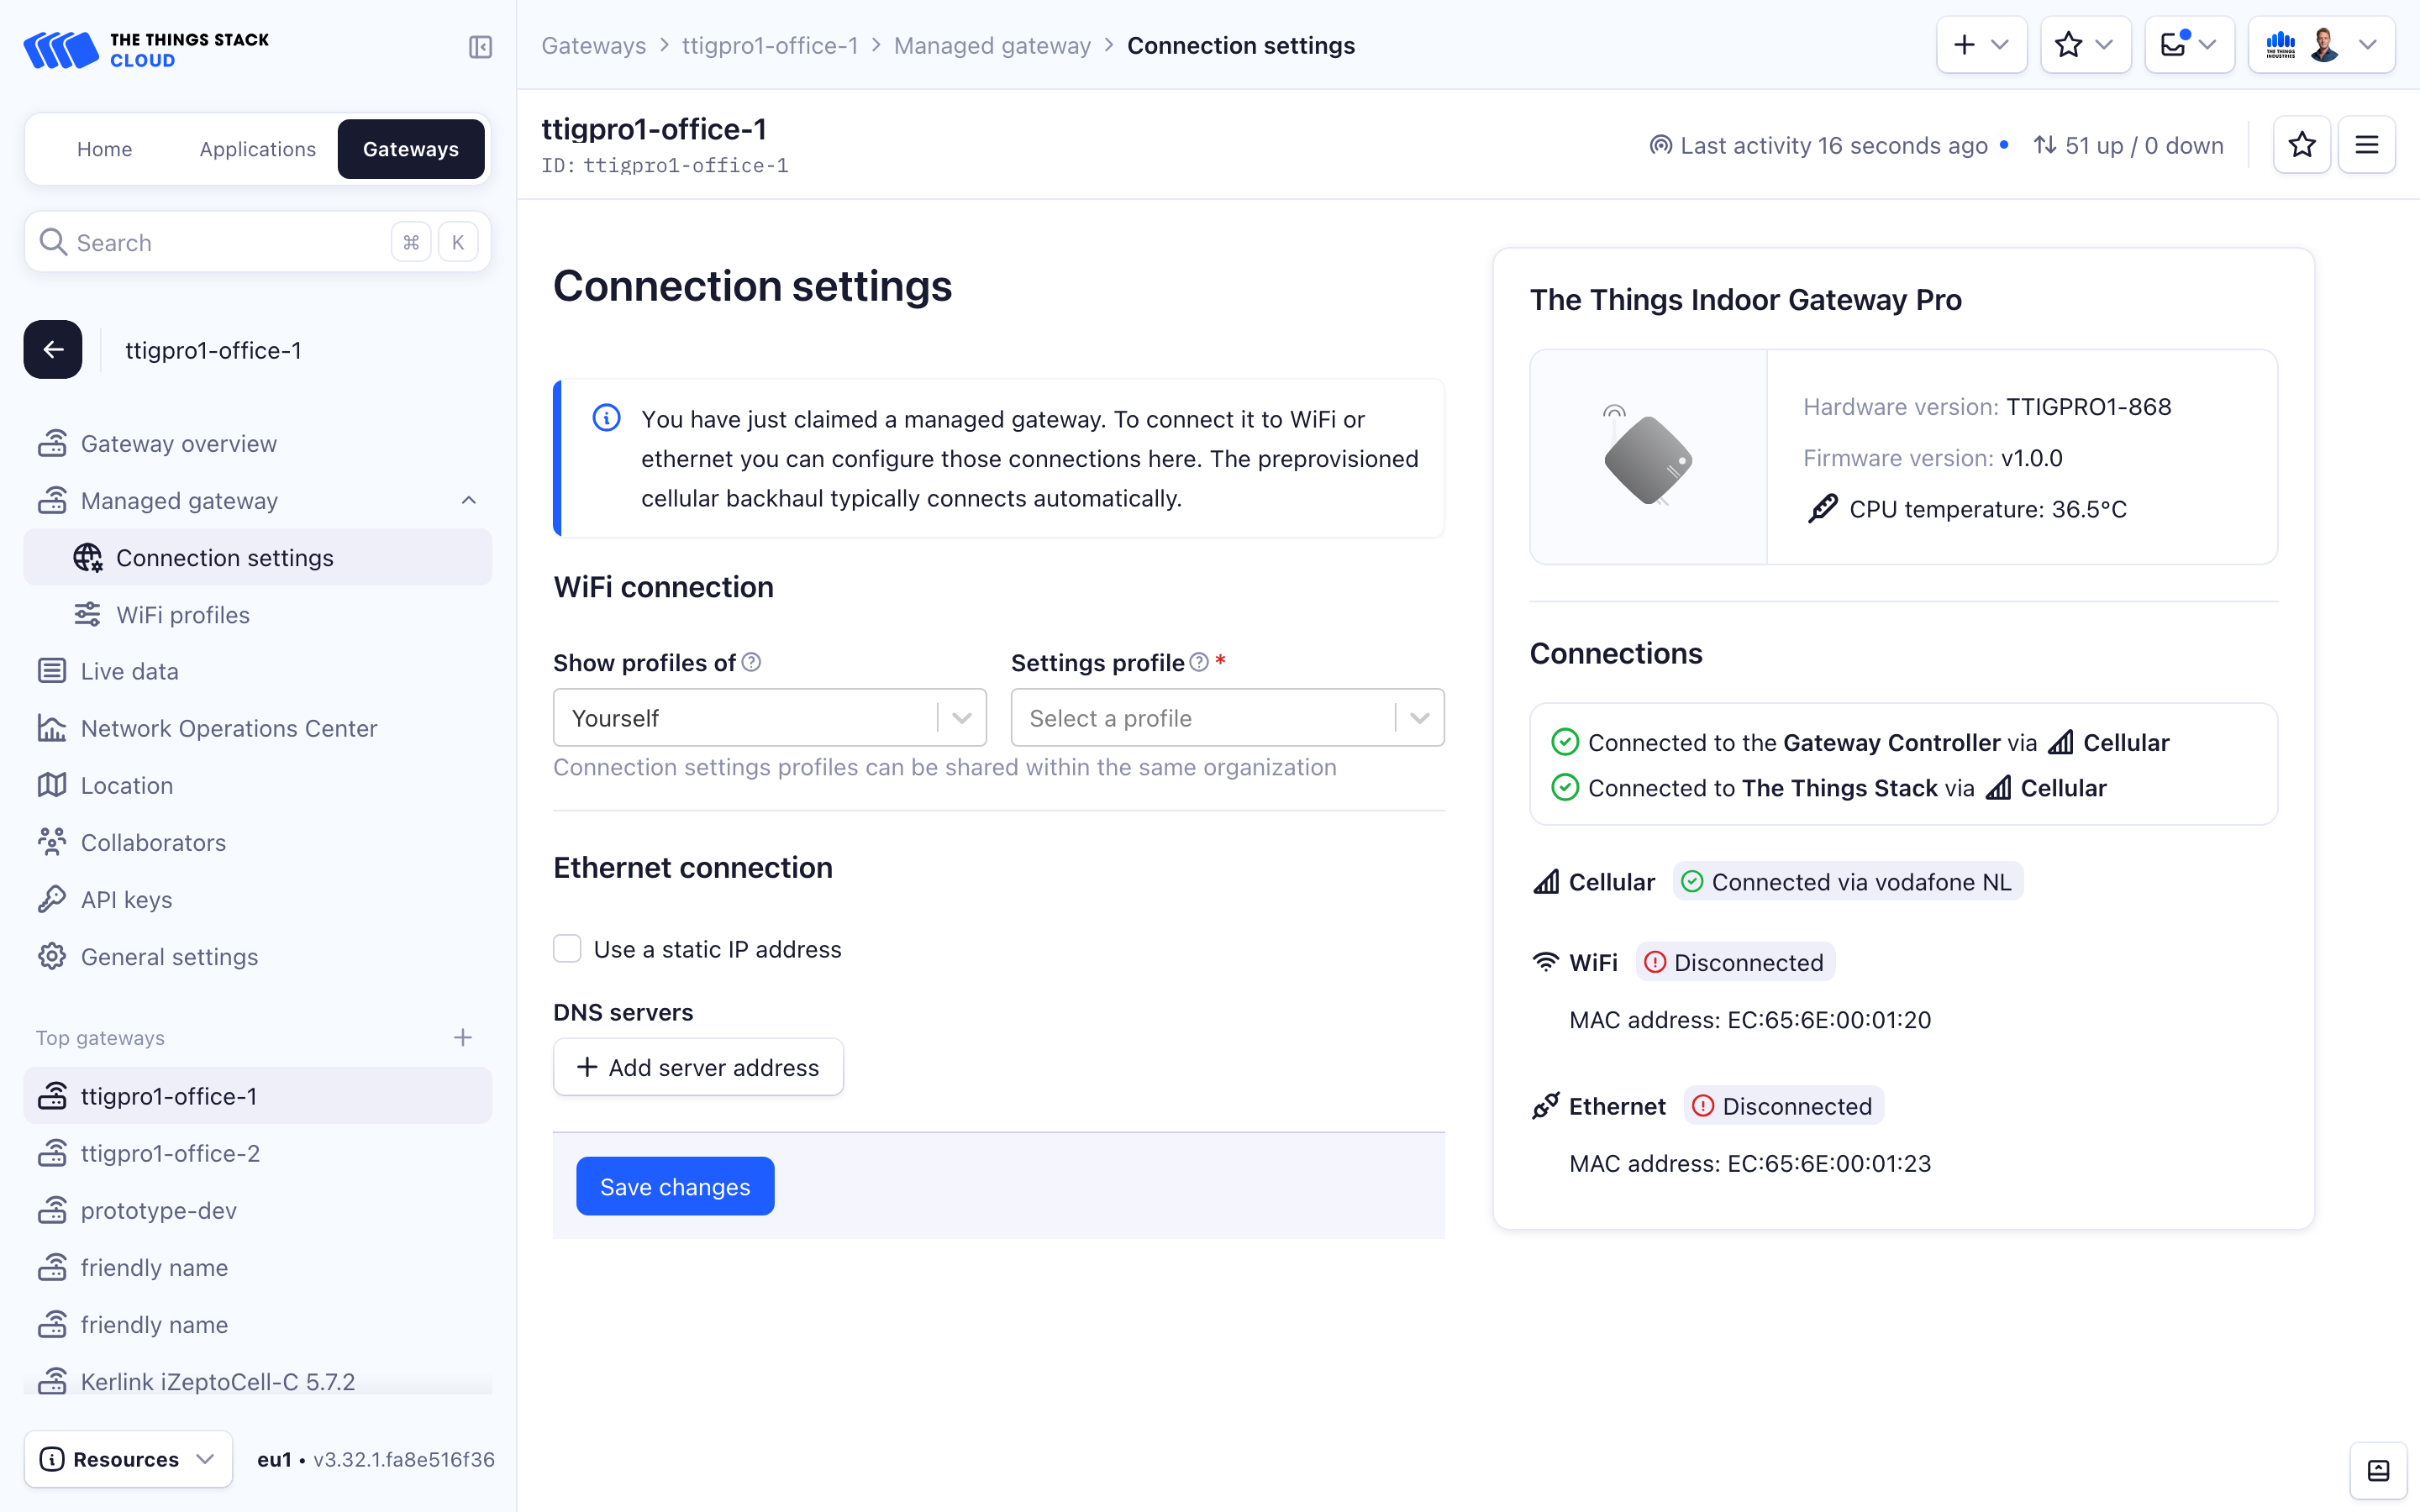 THE THINGS STACK
CLOUD
Gateways > ttigpro1-office-1 > Managed gateway > Connection settings
THE THINGS
INDUSTRIES
Home
Applications
Gateways
ttigpro1-office-1
ID: ttigpro1-office-1
Last activity 16 seconds ago
51 up / 0 down
Search
⌘ K
ttigpro1-office-1
Gateway overview
Managed gateway
Connection settings
WiFi profiles
Live data
Network Operations Center
Location
Collaborators
API keys
General settings
Top gateways
ttigpro1-office-1
ttigpro1-office-2
prototype-dev
friendly name
friendly name
Kerlink iZeptoCell-C 5.7.2
Resources
eu1 • v3.32.1.fa8e516f36
Connection settings
You have just claimed a managed gateway. To connect it to WiFi or
ethernet you can configure those connections here. The preprovisioned
cellular backhaul typically connects automatically.
WiFi connection
Show profiles of
Settings profile *
Yourself
Select a profile
Connection settings profiles can be shared within the same organization
Ethernet connection
Use a static IP address
DNS servers
+ Add server address
Save changes
The Things Indoor Gateway Pro
Hardware version: TTIGPRO1-868
Firmware version: v1.0.0
CPU temperature: 36.5°C
Connections
Connected to the Gateway Controller via Cellular
Connected to The Things Stack via Cellular
Cellular Connected via vodafone NL
WiFi Disconnected
MAC address: EC:65:6E:00:01:20
Ethernet Disconnected
MAC address: EC:65:6E:00:01:23